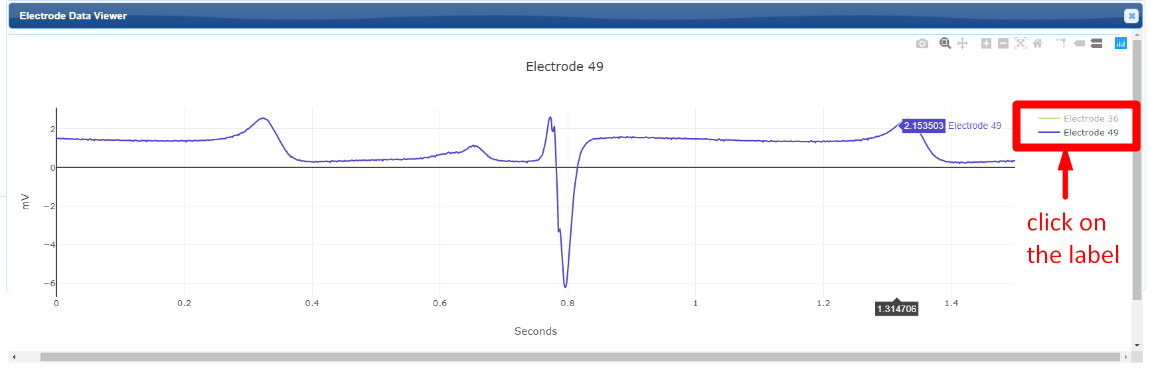 Electrode Data Viewer
Electrode 49
Electrode 36
Electrode 49
2.153503 Electrode 49
click on
the label
mV
2
0
−2
−4
−6
0 0.2 0.4 0.6 0.8 1 1.2 1.4
1.314706
Seconds